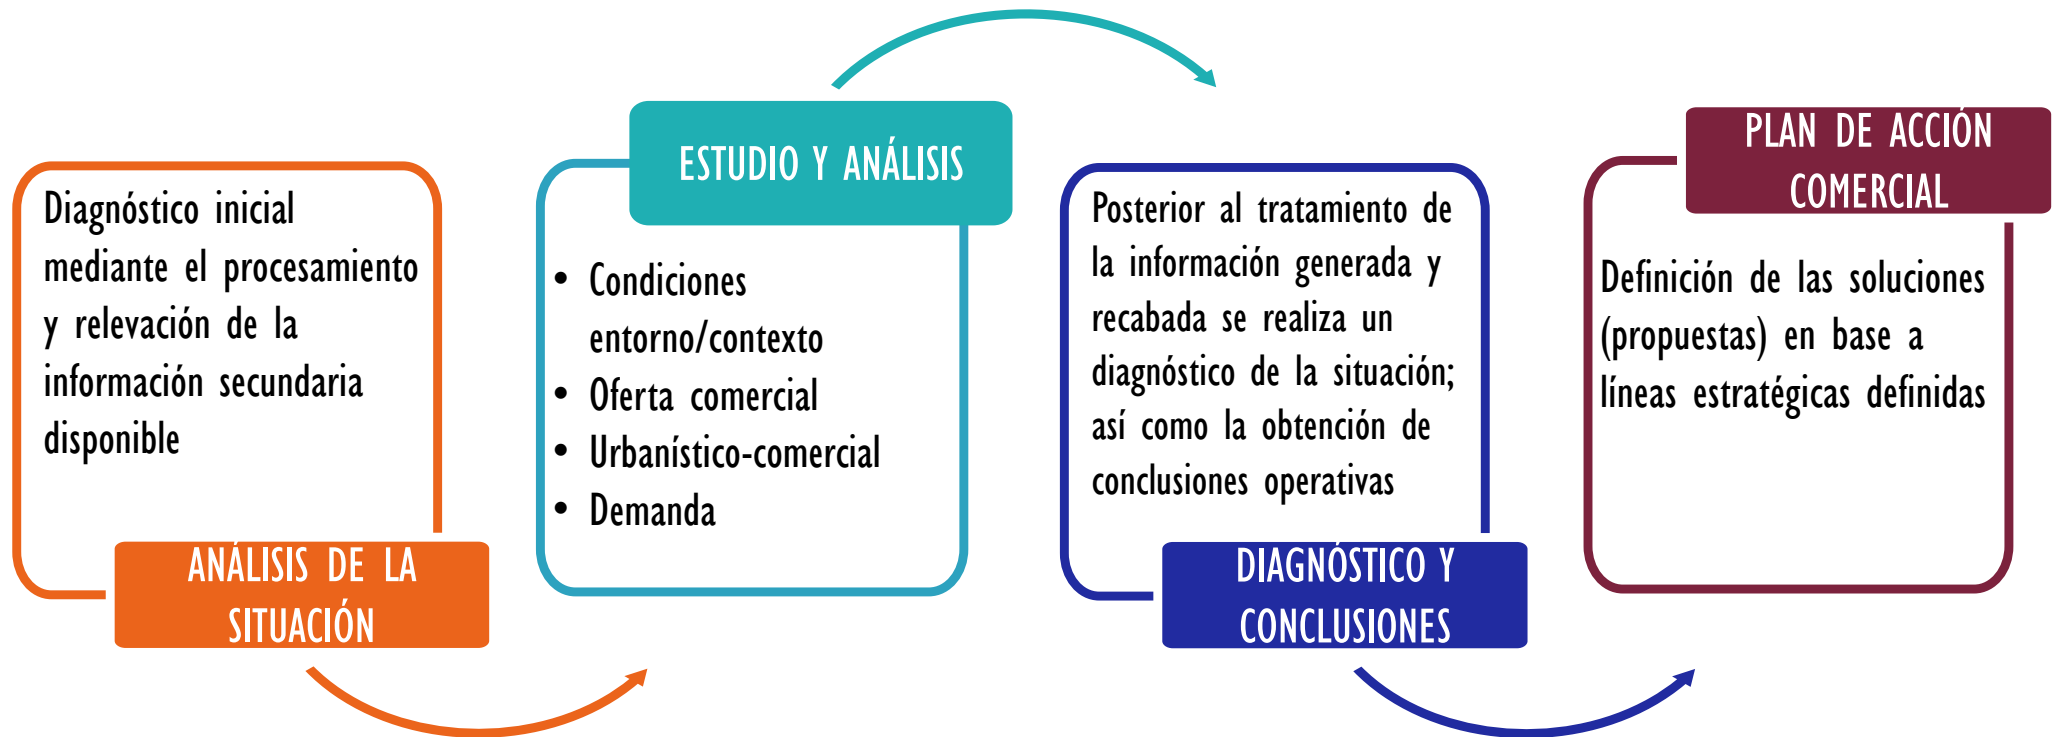 Diagnóstico inicial
mediante el procesamiento
y relevación de la
información secundaria
disponible
ANÁLISIS DE LA
SITUACIÓN
ESTUDIO Y ANÁLISIS
• Condiciones
entorno/contexto
• Oferta comercial
• Urbanístico-comercial
• Demanda
Posterior al tratamiento de
la información generada y
recabada se realiza un
diagnóstico de la situación;
así como la obtención de
conclusiones operativas
DIAGNÓSTICO Y
CONCLUSIONES
PLAN DE ACCIÓN
COMERCIAL
Definición de las soluciones
(propuestas) en base a
líneas estratégicas definidas